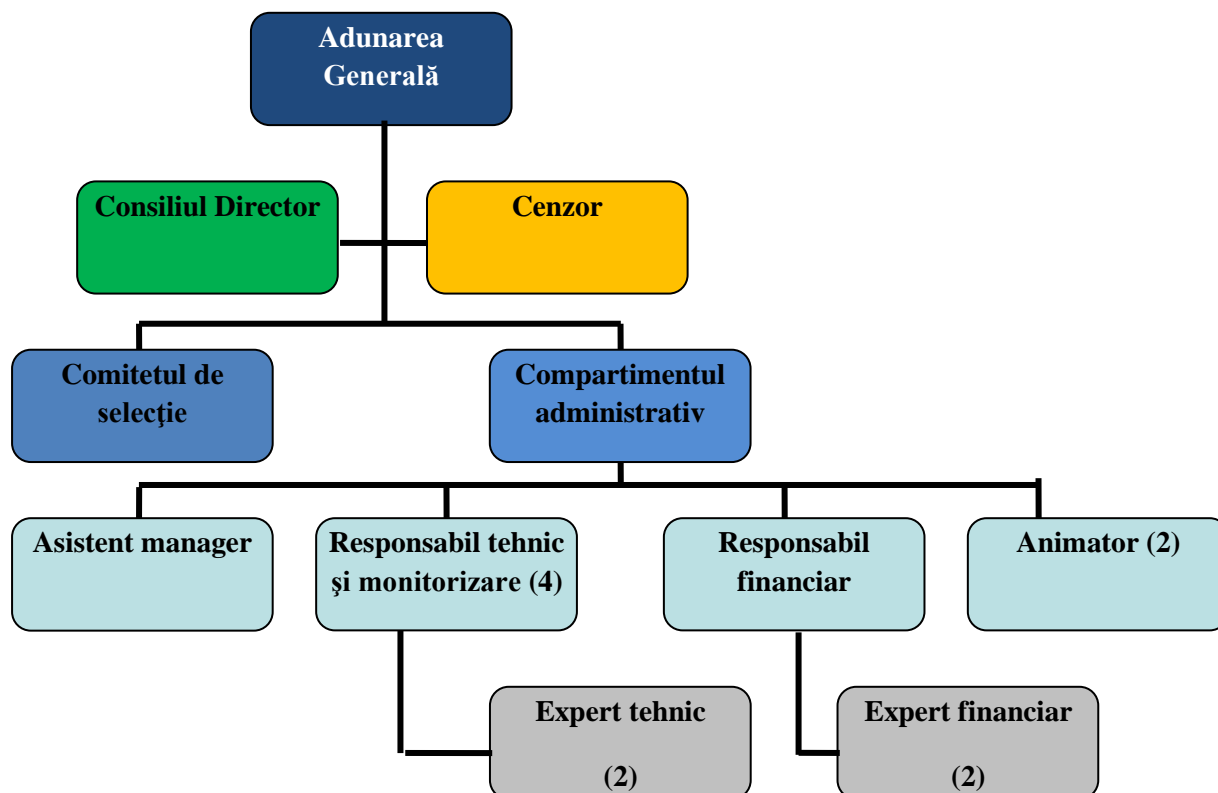 Adunarea
Generală
Consiliul Director
Cenzor
Comitetul de
selecţie
Compartimentul
administrativ
Asistent manager
Responsabil tehnic
şi monitorizare (4)
Responsabil
financiar
Animator (2)
Expert tehnic
(2)
Expert financiar
(2)